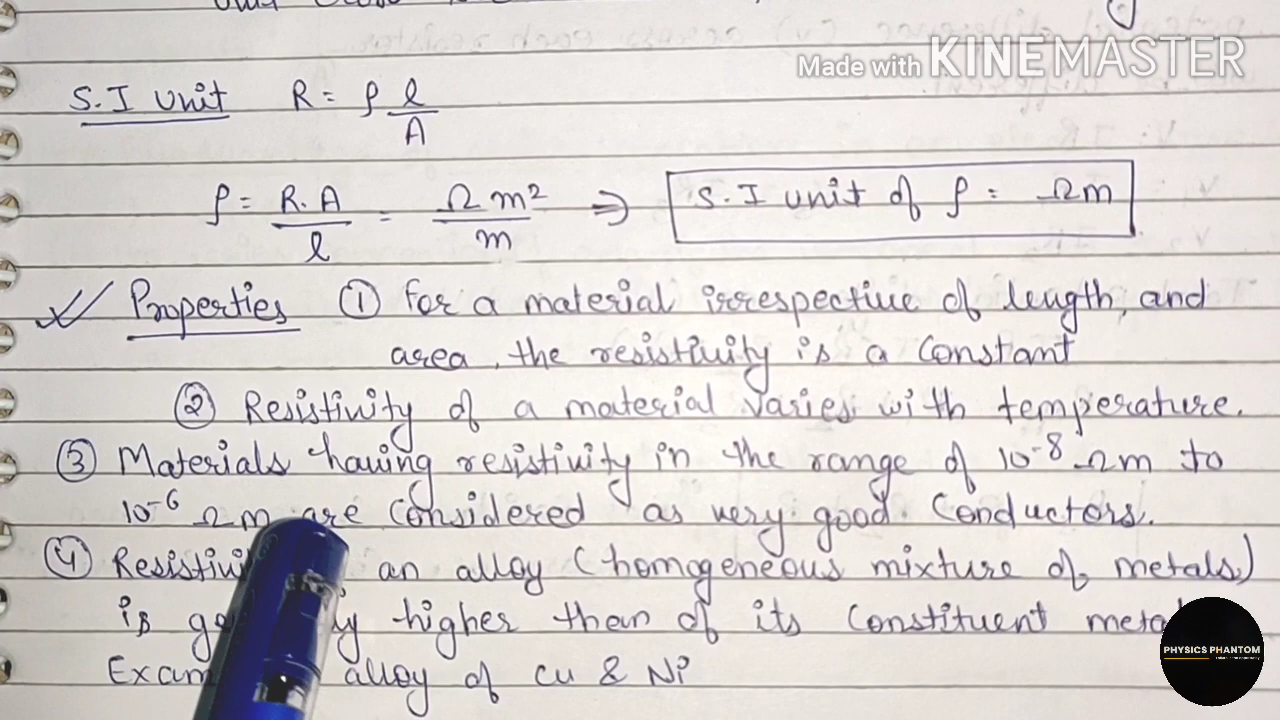 Made with KINEMASTER
S.I Unit R = ρ l/A
ρ = R.A/l = Ω m²/m ⇒ S.I unit of ρ = Ωm
Properties ① For a material irrespective of length, and
area, the resistivity is a constant
② Resistivity of a material varies with temperature.
③ Materials having resistivity in the range of 10⁻⁸ Ωm to
10⁻⁶ Ωm are considered as very good conductors.
④ an alloy (homogeneous mixture of metals)
is higher than of its constituent
alloy of Cu & Ni
PHYSICS PHANTOM